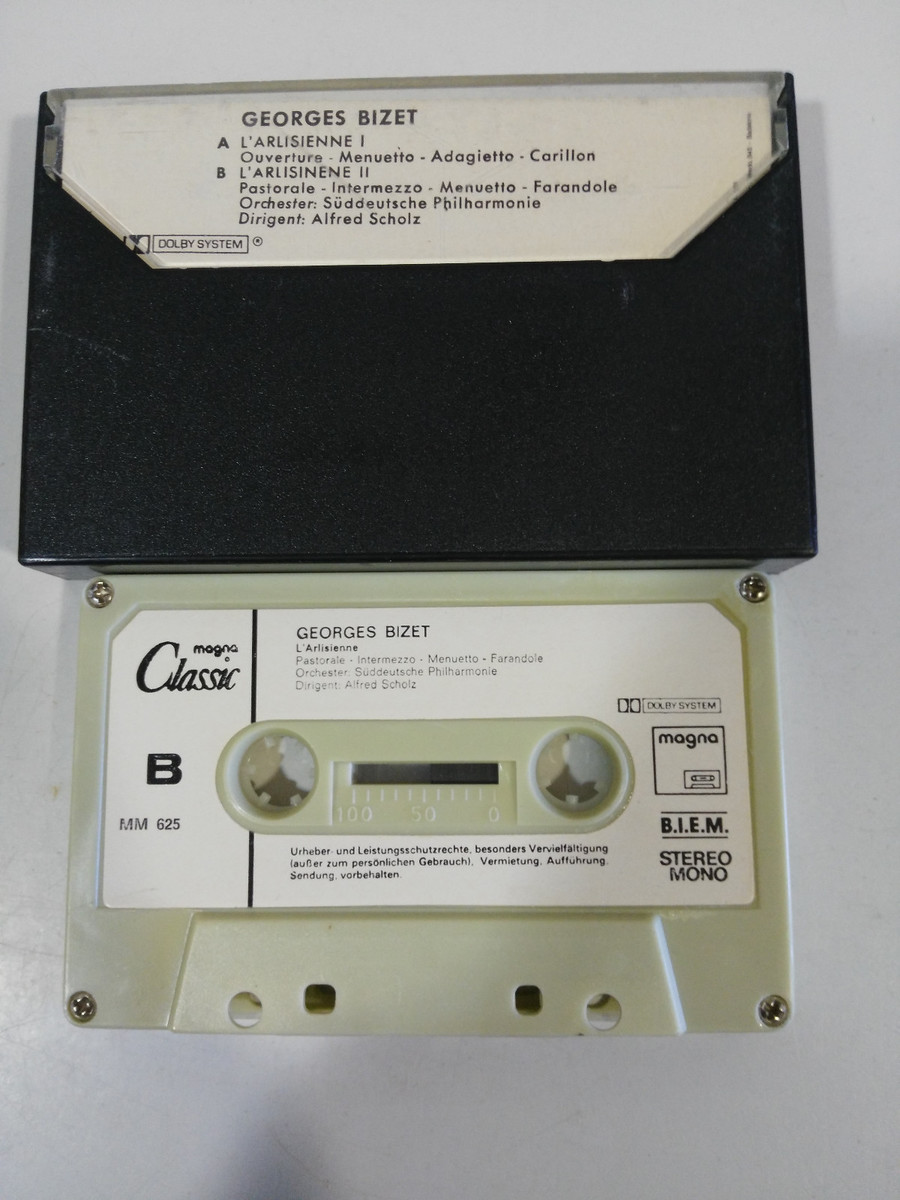 GEORGES BIZET
A L'ARLISIENNE I
Ouverture - Menuetto - Adagietto - Carillon
B L'ARLISINENE II
Pastorale - Intermezzo - Menuetto - Farandole
Orchester: Süddeutsche Philharmonie
Dirigent: Alfred Scholz
DOLBY SYSTEM ®
magna
Classic
GEORGES BIZET
L'Arlisienne
Pastorale - Intermezzo - Menuetto - Farandole
Orchester: Süddeutsche Philharmonie
Dirigent: Alfred Scholz
DOLBY SYSTEM
magna
B
100 50 0
MM 625
B.I.E.M.
STEREO
MONO
Urheber- und Leistungsschutzrechte, besonders Vervielfältigung
(außer zum persönlichen Gebrauch), Vermietung, Aufführung,
Sendung, vorbehalten.